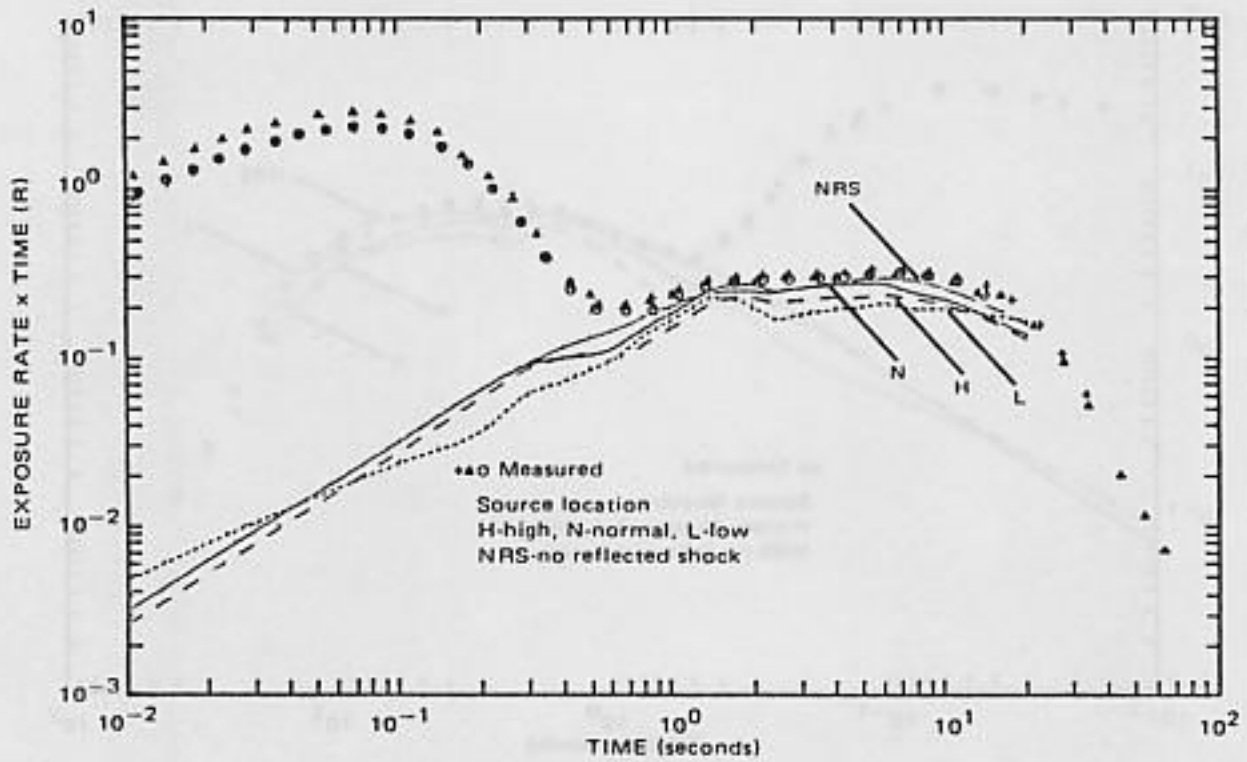 10¹
10⁰
10⁻¹
10⁻²
10⁻³
EXPOSURE RATE x TIME (R)
NRS
N
H
L
Measured
Source location
H-high, N-normal, L-low
NRS-no reflected shock
10⁻²
10⁻¹
10⁰
10¹
10²
TIME (seconds)